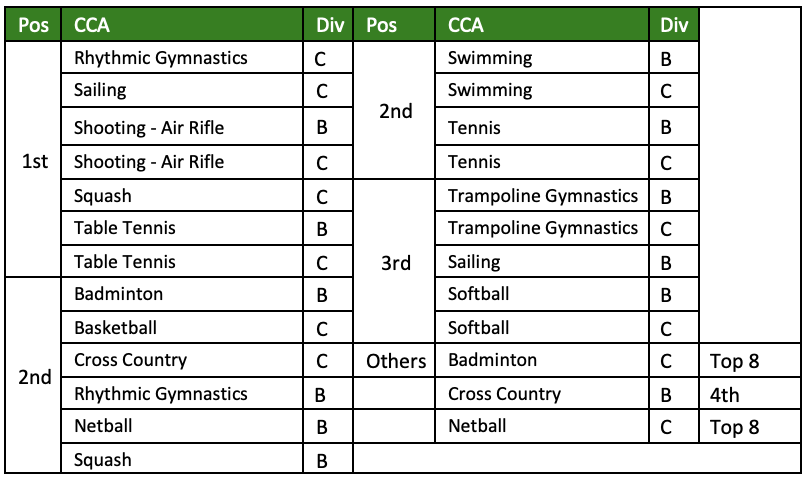 Pos CCA Div Pos CCA Div
Rhythmic Gymnastics C Swimming B
Sailing C 2nd Swimming C
Shooting - Air Rifle B Tennis B
1st Shooting - Air Rifle C Tennis C
Squash C Trampoline Gymnastics B
Table Tennis B Trampoline Gymnastics C
Table Tennis C 3rd Sailing B
Badminton B Softball B
Basketball C Softball C
2nd Cross Country C Others Badminton C Top 8
Rhythmic Gymnastics B Cross Country B 4th
Netball B Netball C Top 8
Squash B